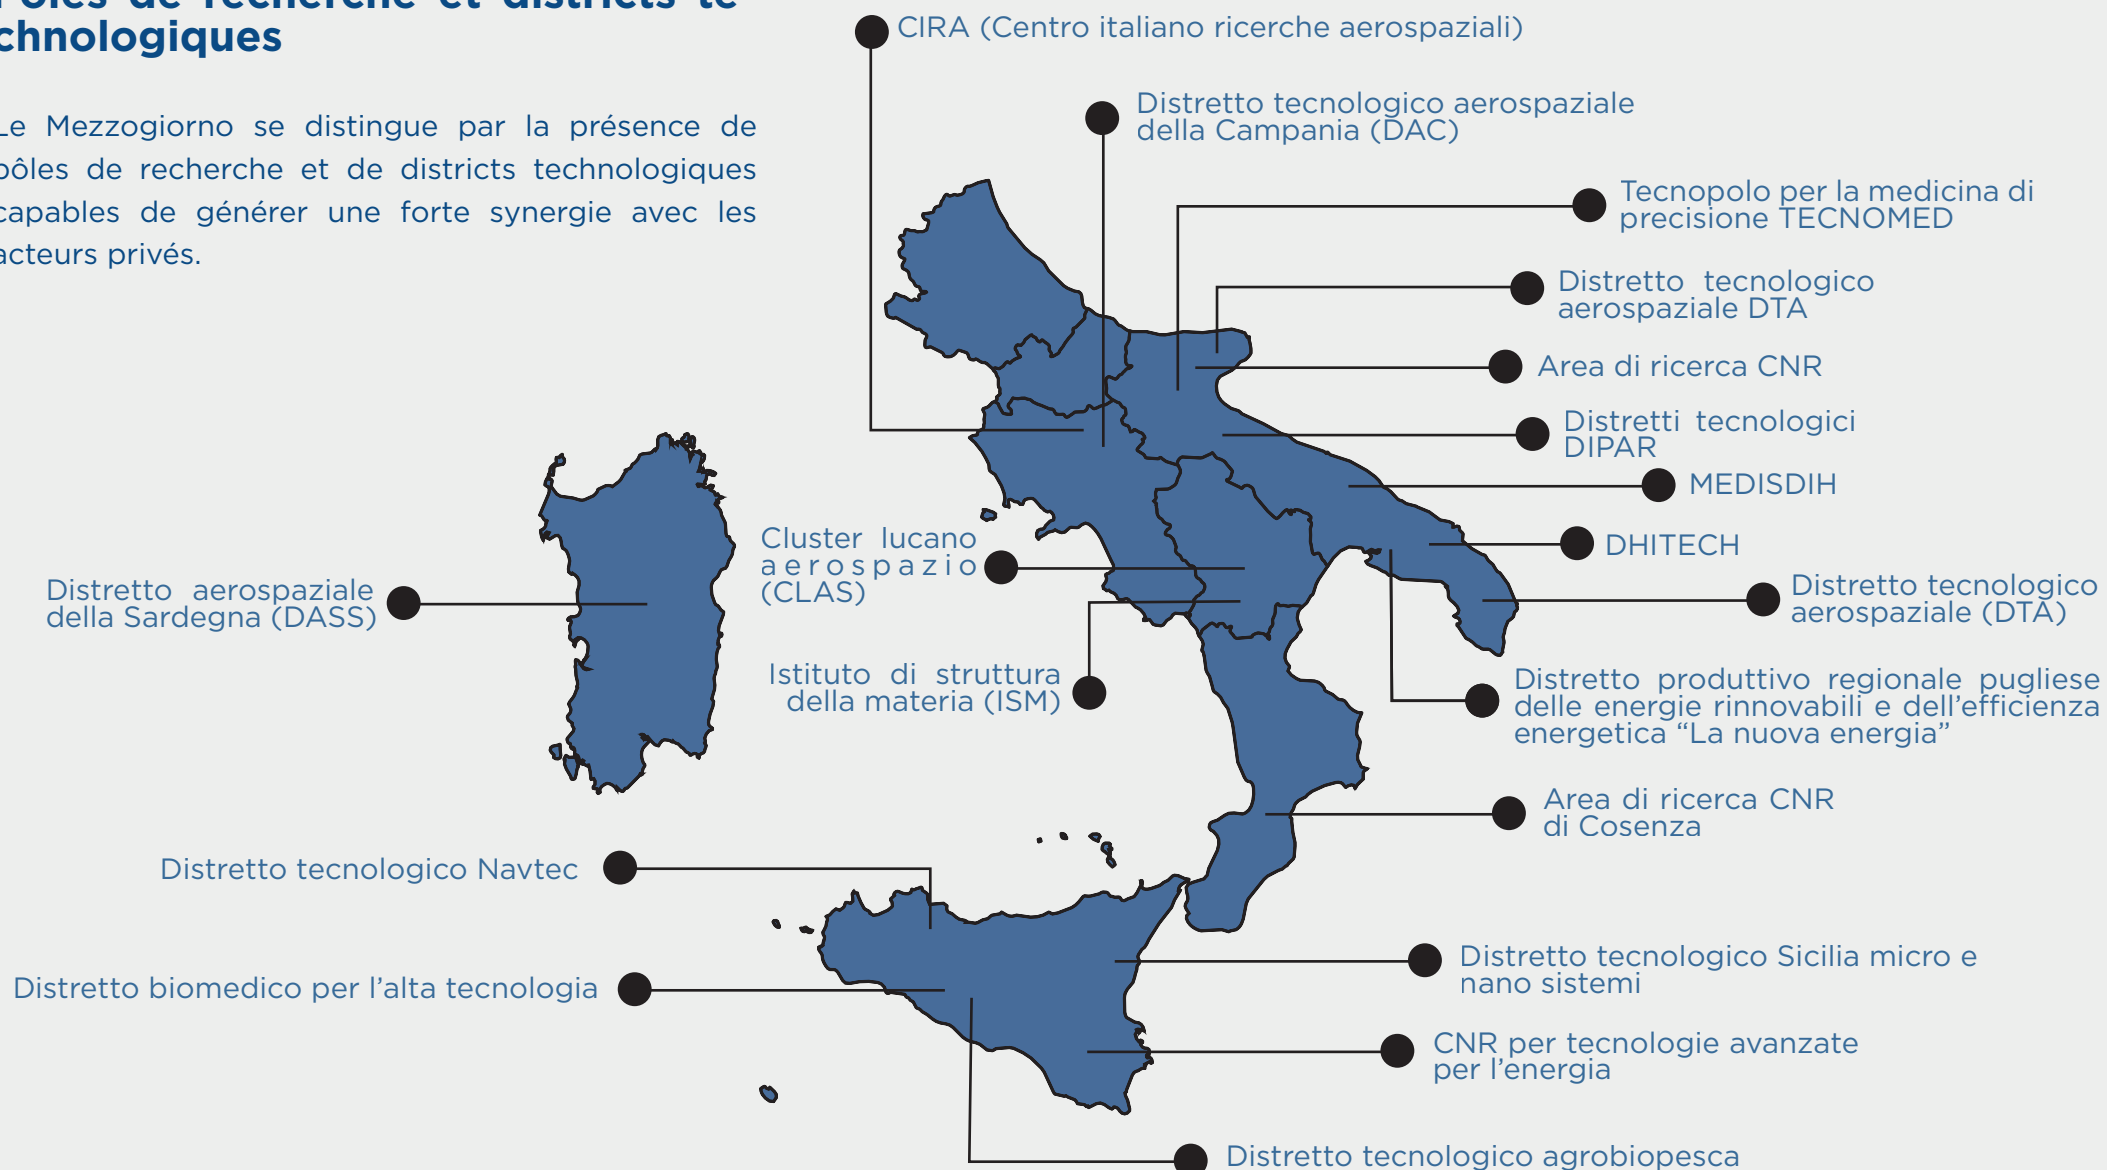 Pôles de recherche et districts te-
chnologiques
Le Mezzogiorno se distingue par la présence de
pôles de recherche et de districts technologiques
capables de générer une forte synergie avec les
acteurs privés.
CIRA (Centro italiano ricerche aerospaziali)
Distretto tecnologico aerospaziale
della Campania (DAC)
Tecnopolo per la medicina di
precisione TECNOMED
Distretto tecnologico
aerospaziale DTA
Area di ricerca CNR
Distretti tecnologici
DIPAR
MEDISDIH
DHITECH
Distretto tecnologico
aerospaziale (DTA)
Cluster lucano
aerospazio
(CLAS)
Distretto aerospaziale
della Sardegna (DASS)
Istituto di struttura
della materia (ISM)
Distretto produttivo regionale pugliese
delle energie rinnovabili e dell'efficienza
energetica “La nuova energia”
Area di ricerca CNR
di Cosenza
Distretto tecnologico Navtec
Distretto biomedico per l'alta tecnologia
Distretto tecnologico Sicilia micro e
nano sistemi
CNR per tecnologie avanzate
per l'energia
Distretto tecnologico agrobiopesca